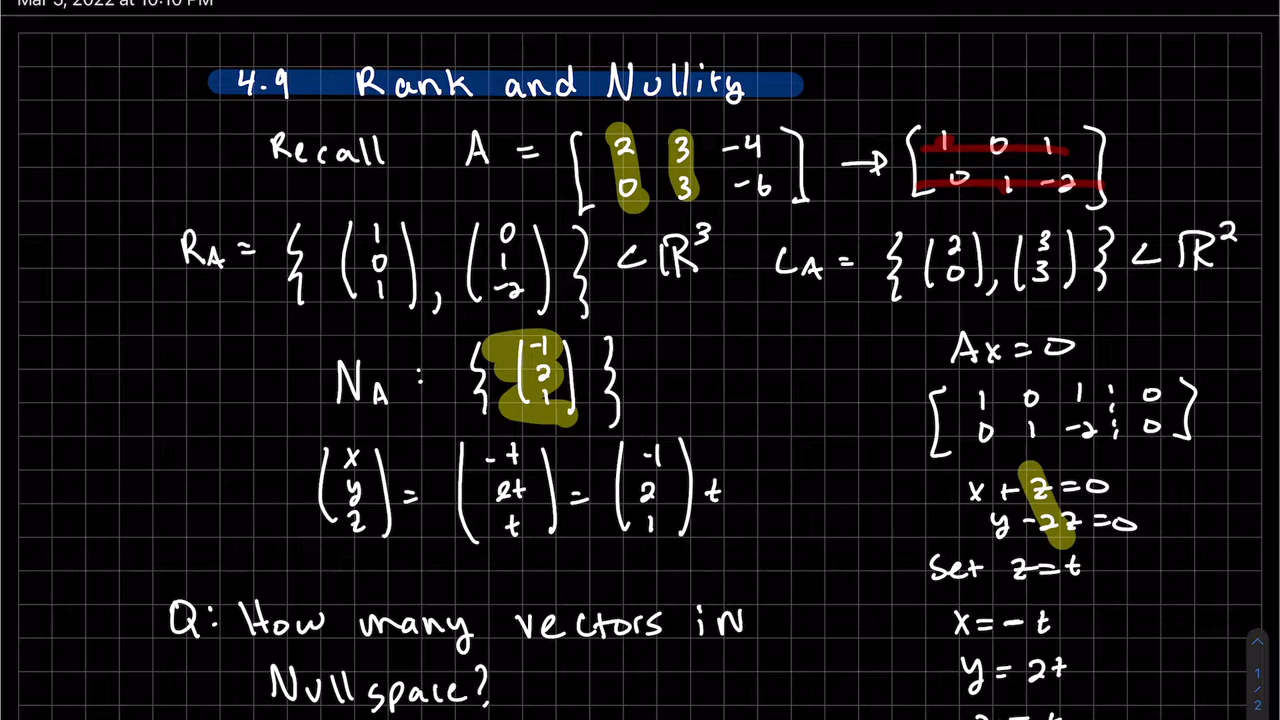 Mar 5, 2022 at 10:10 PM
4.9 Rank and Nullity
Recall A = [ 2 3 -4 ; 0 3 -6 ] → [ 1 0 1 ; 0 1 -2 ]
R_A = { (1 0 1), (0 1 -2) } ⊂ ℝ³
C_A = { (2 0), (3 3) } ⊂ ℝ²
N_A : { (-1 2 1) }
(x y z) = (-t 2t t) = (-1 2 1) t
Q: How many vectors in
Nullspace?
Ax = 0
[ 1 0 1 ¦ 0 ; 0 1 -2 ¦ 0 ]
x + z = 0
y - 2z = 0
Set z = t
x = - t
y = 2t
z = t
1
/
2